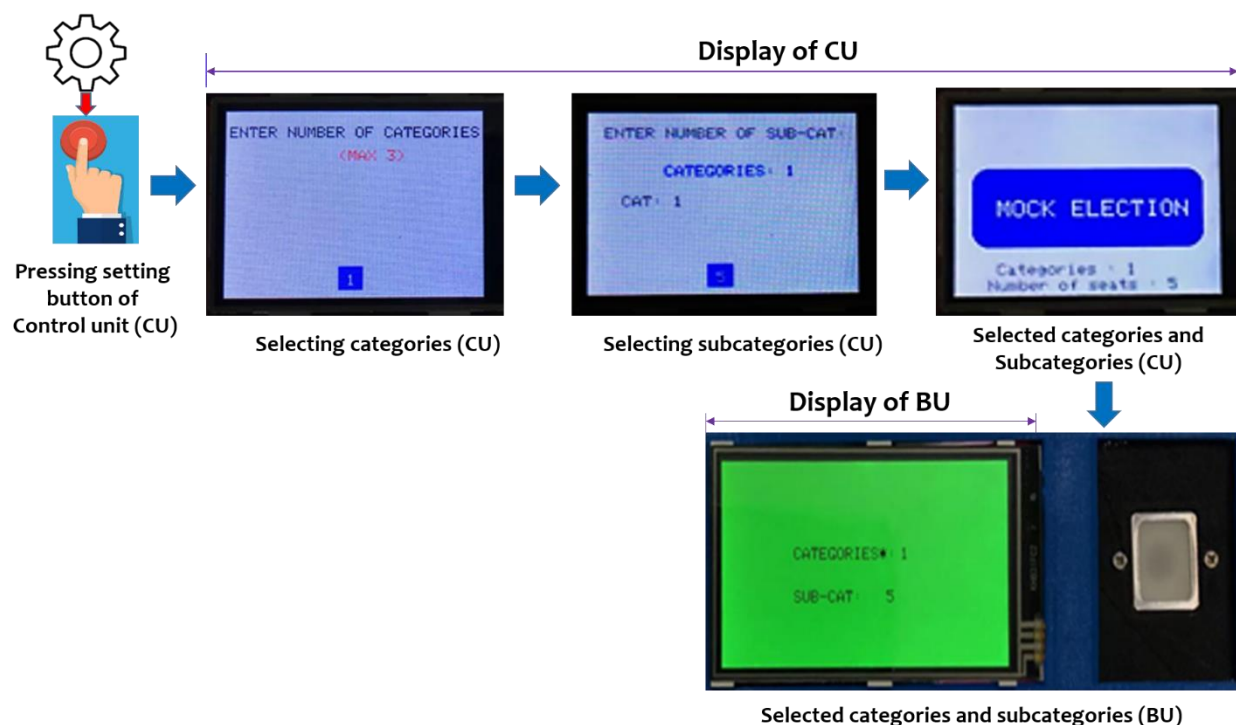 Display of CU
ENTER NUMBER OF CATEGORIES
(MAX 3)
1
ENTER NUMBER OF SUB-CAT:
CATEGORIES: 1
CAT: 1
5
MOCK ELECTION
Categories : 1
Number of seats : 5
Pressing setting
button of
Control unit (CU)
Selecting categories (CU)
Selecting subcategories (CU)
Selected categories and
Subcategories (CU)
Display of BU
CATEGORIES#: 1
SUB-CAT: 5
Selected categories and subcategories (BU)